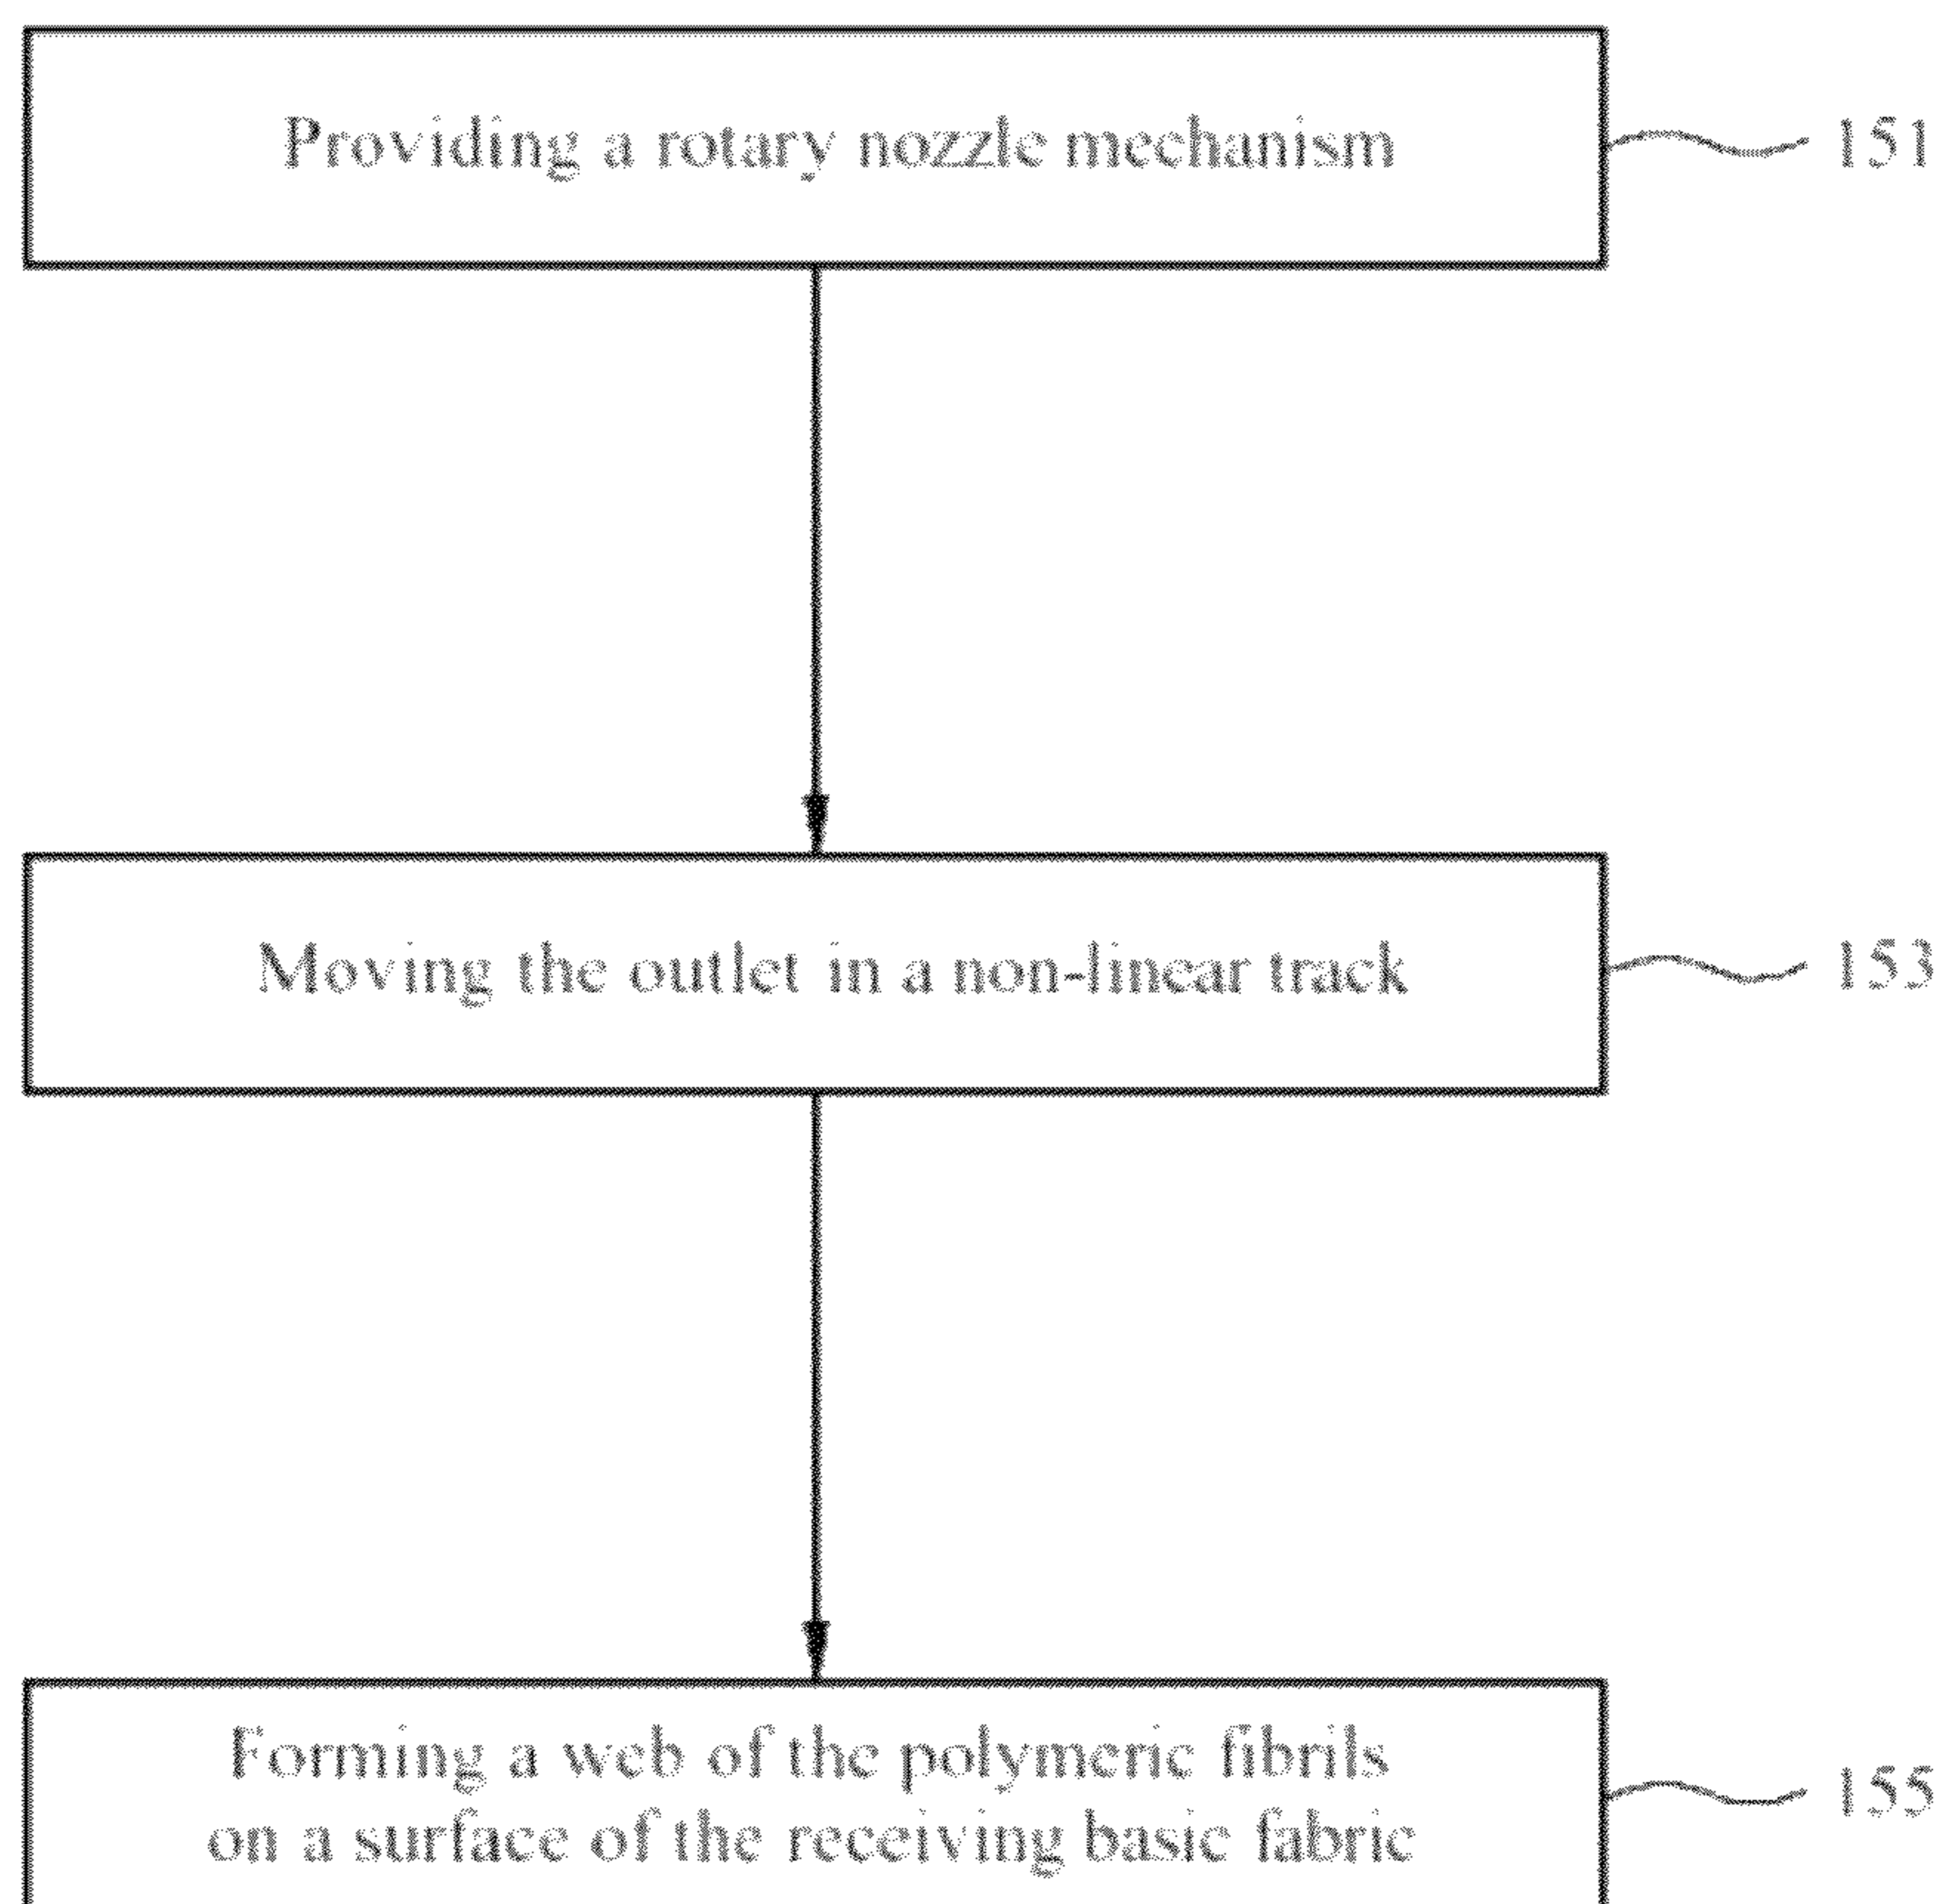 Providing a rotary nozzle mechanism
151
Moving the outlet in a non-linear track
153
Forming a web of the polymeric fibrils
on a surface of the receiving basic fabric
155